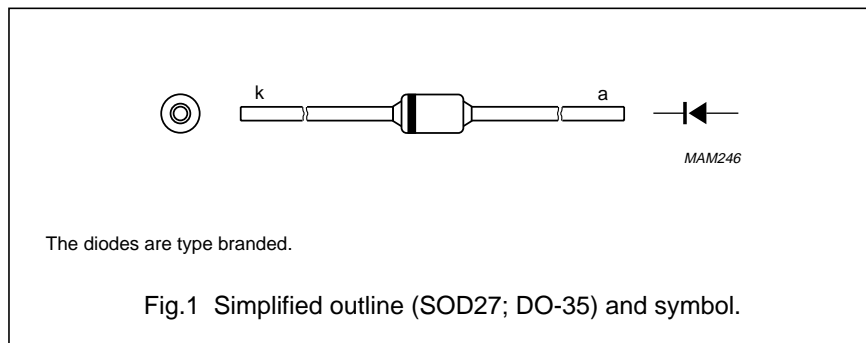 k
a
MAM246
The diodes are type branded.
Fig.1 Simplified outline (SOD27; DO-35) and symbol.